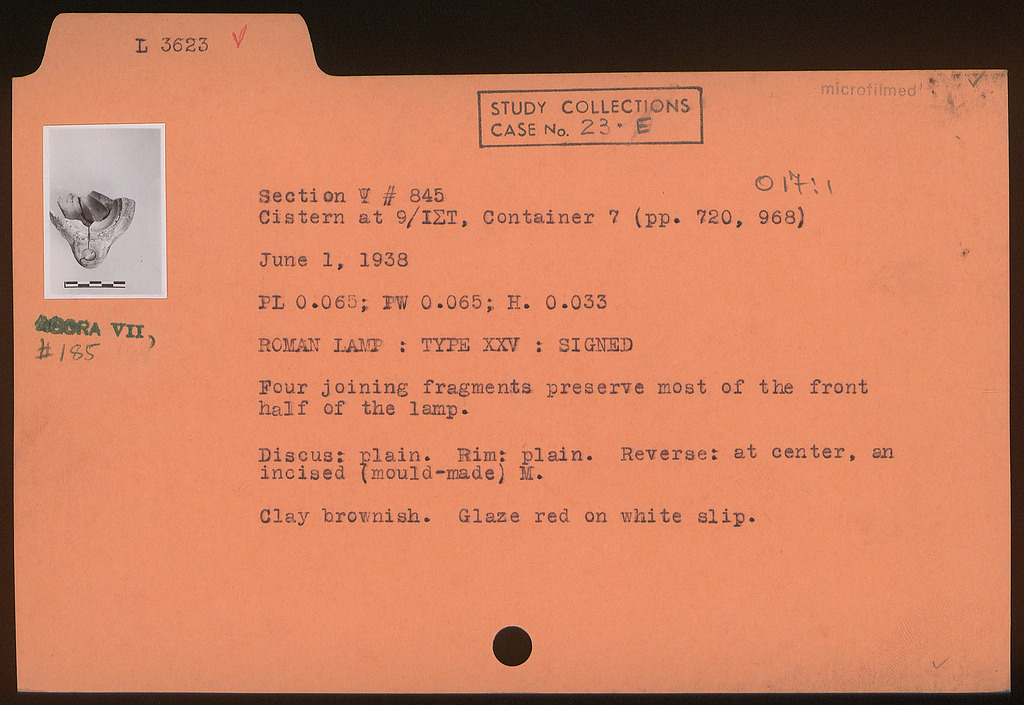 L 3623
microfilmed
STUDY COLLECTIONS
CASE No. 23·E
O 17:1
Section Ψ # 845
Cistern at 9/ΙΣΤ, Container 7 (pp. 720, 968)
June 1, 1938
PL 0.065; PW 0.065; H. 0.033
AGORA VII,
# 185
ROMAN LAMP : TYPE XXV : SIGNED
Four joining fragments preserve most of the front
half of the lamp.
Discus: plain. Rim: plain. Reverse: at center, an
incised (mould-made) M.
Clay brownish. Glaze red on white slip.